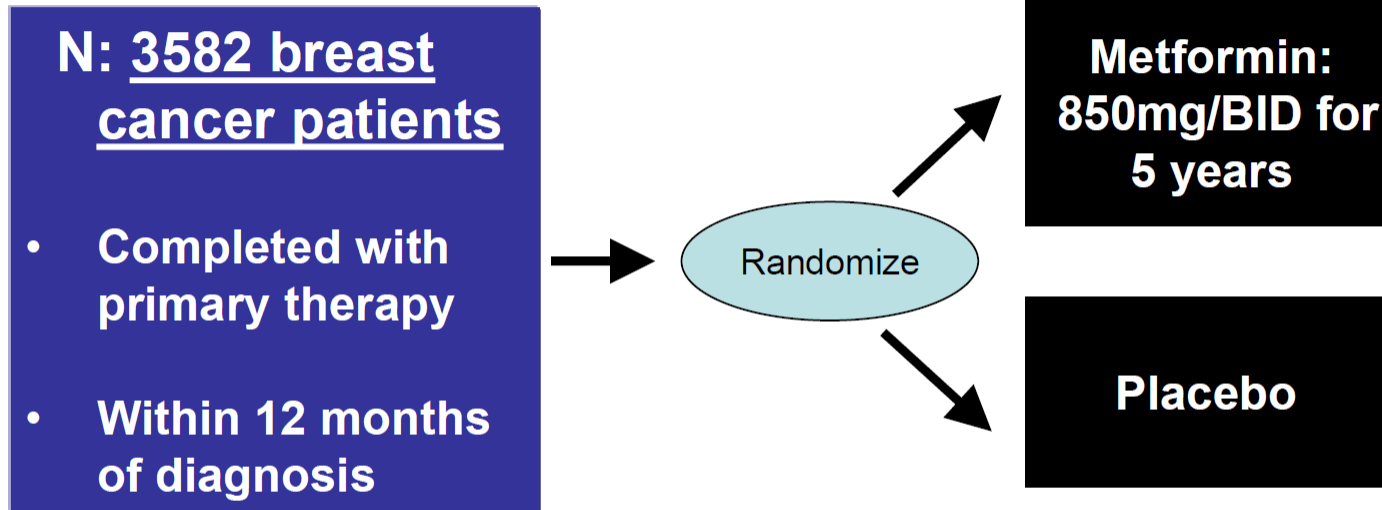 N: 3582 breast
cancer patients
• Completed with
primary therapy
• Within 12 months
of diagnosis
Randomize
Metformin:
850mg/BID for
5 years
Placebo